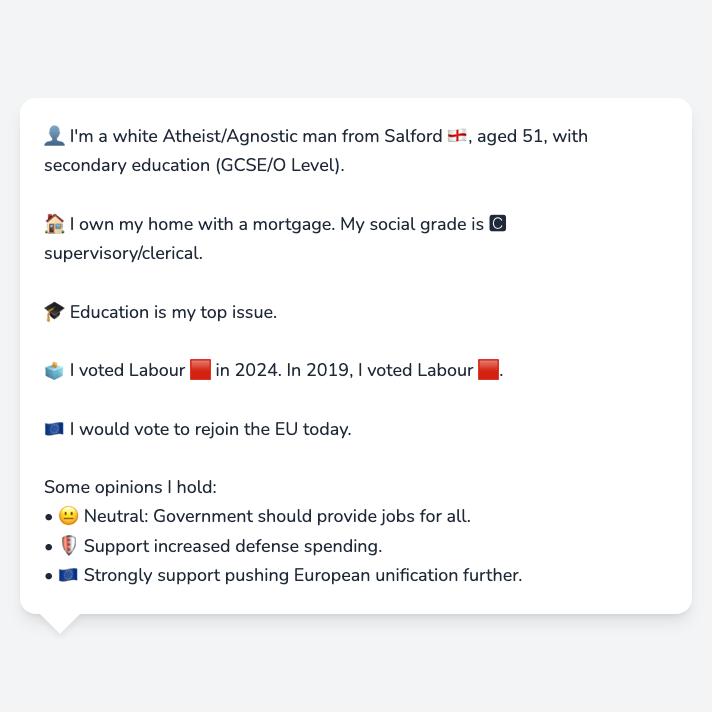 👤 I'm a white Atheist/Agnostic man from Salford 🏴󠁧󠁢󠁥󠁮󠁧󠁿, aged 51, with
secondary education (GCSE/O Level).
🏠 I own my home with a mortgage. My social grade is C
supervisory/clerical.
🎓 Education is my top issue.
🗳️ I voted Labour 🟥 in 2024. In 2019, I voted Labour 🟥.
🇪🇺 I would vote to rejoin the EU today.
Some opinions I hold:
• 😐 Neutral: Government should provide jobs for all.
• 🛡️ Support increased defense spending.
• 🇪🇺 Strongly support pushing European unification further.